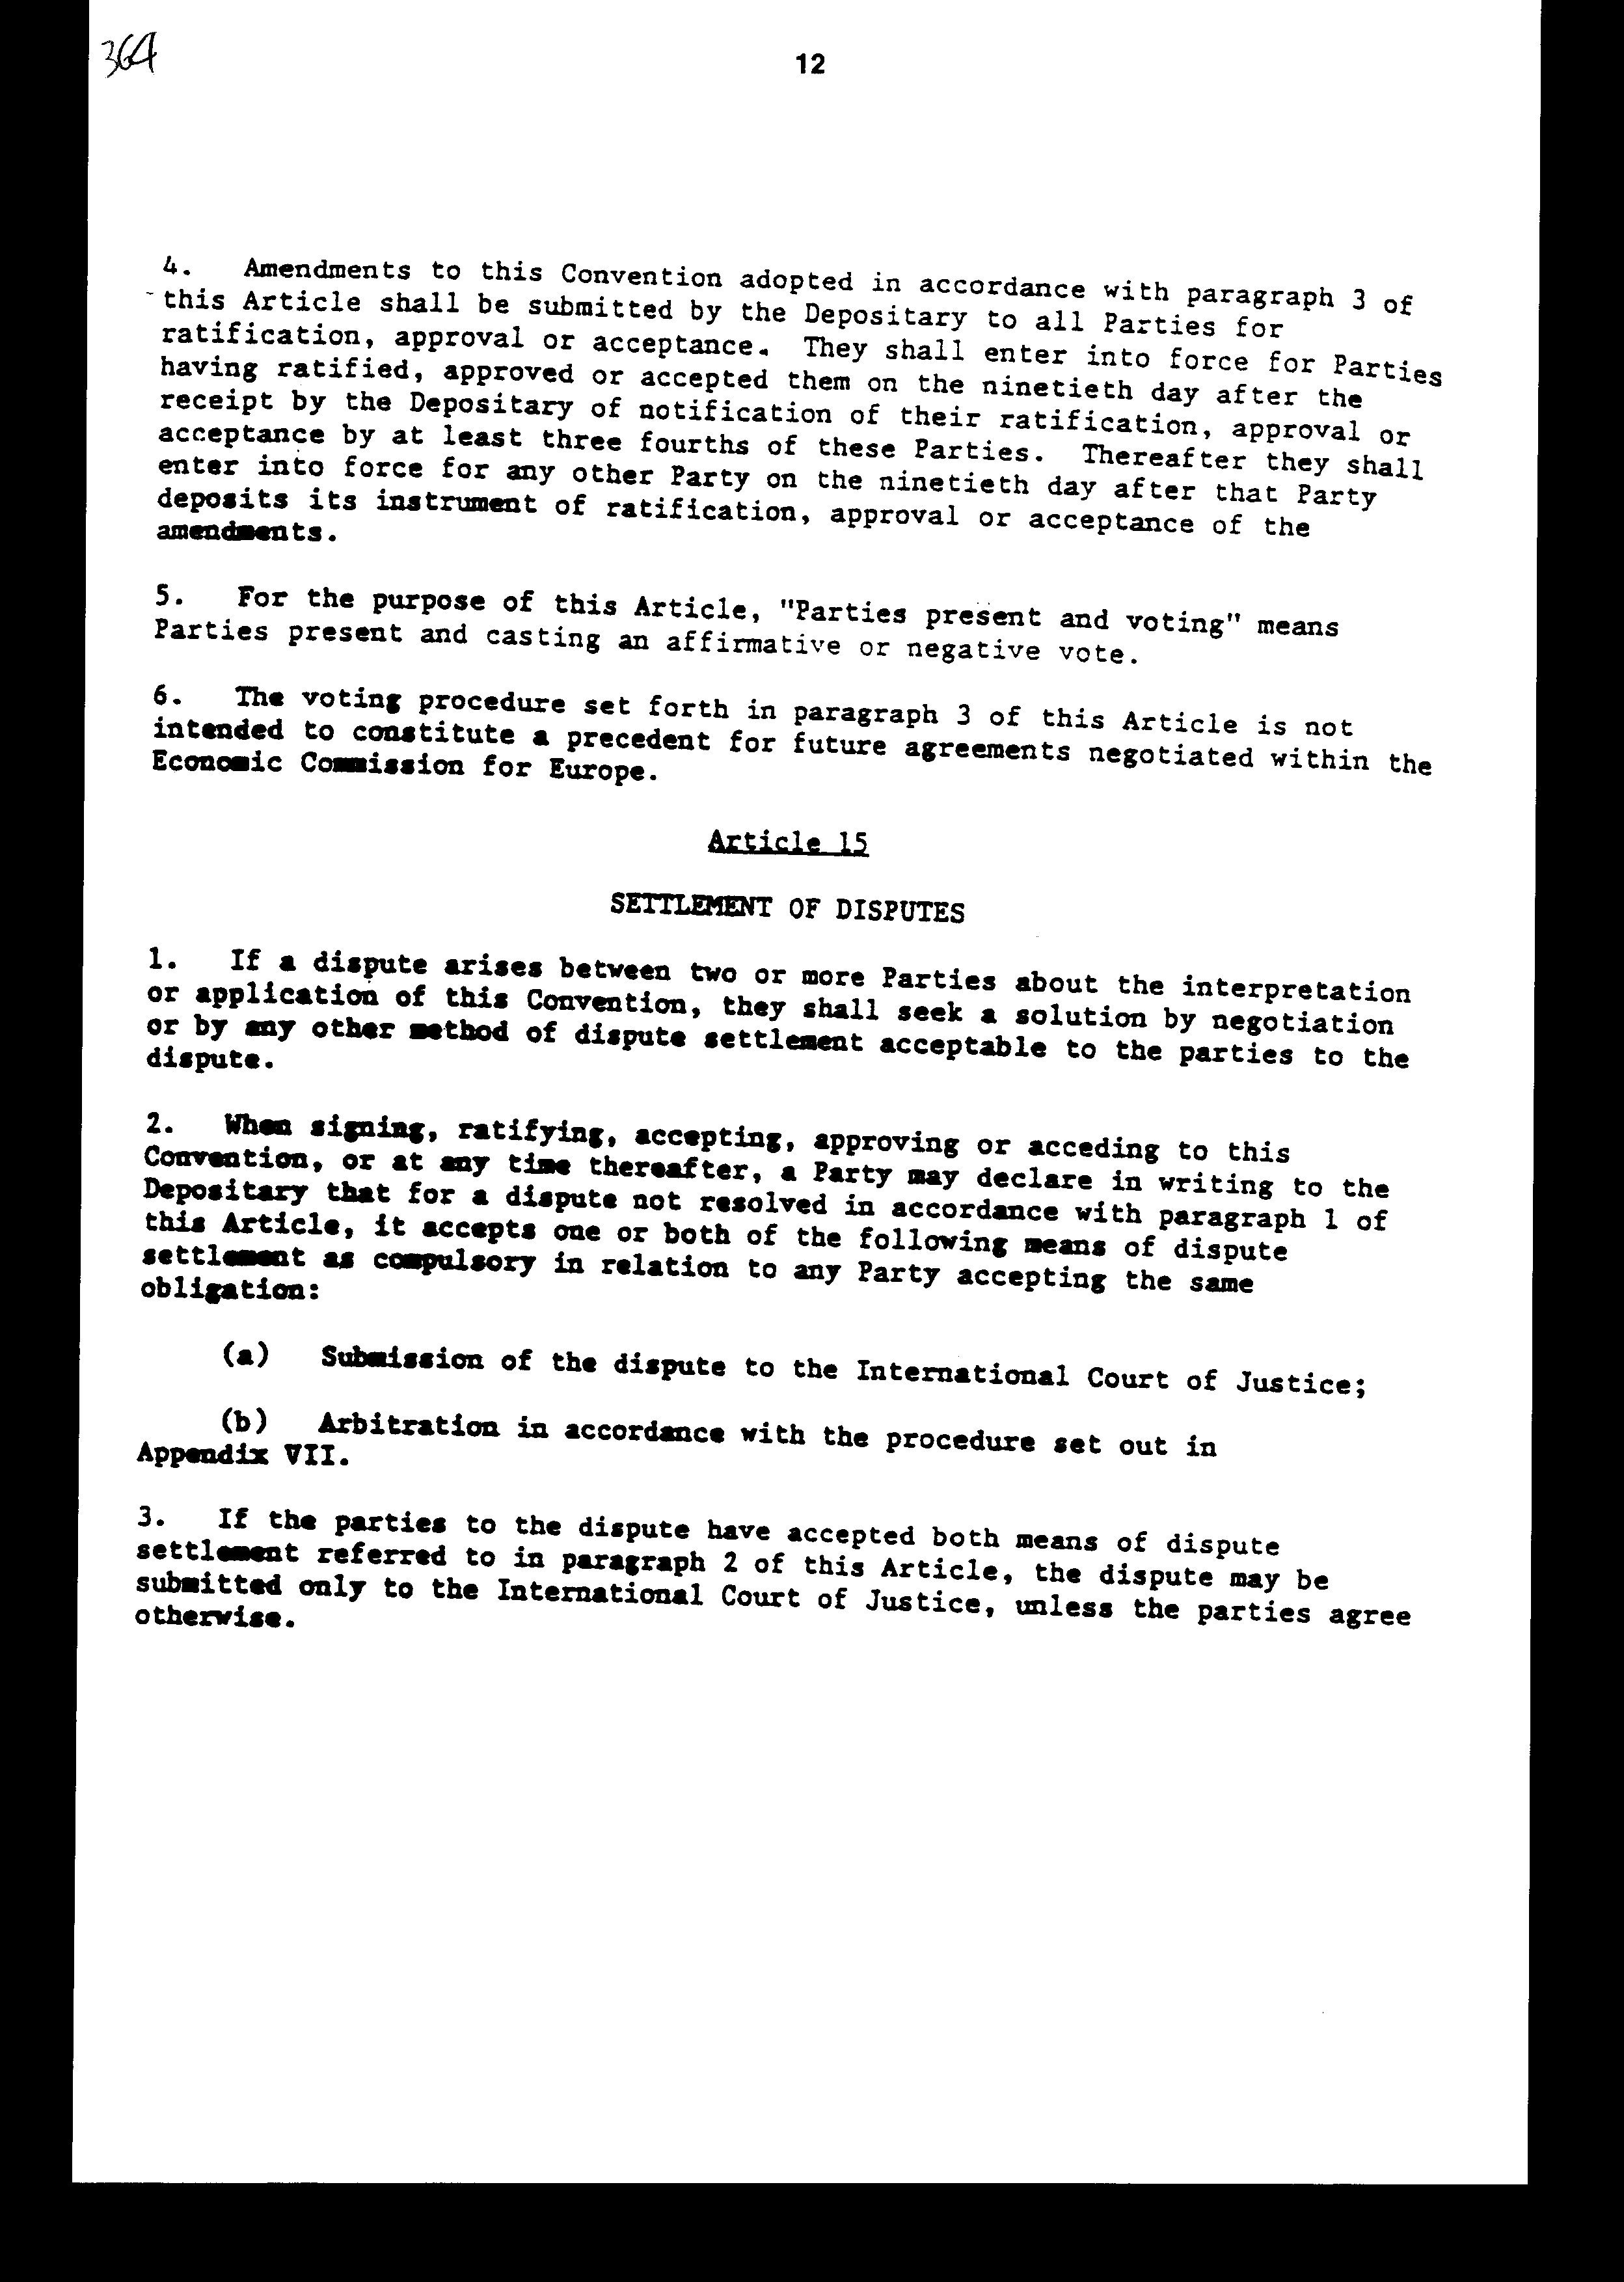 364
12
4. Amendments to this Convention adopted in accordance with paragraph 3 of
this Article shall be submitted by the Depositary to all Parties for
ratification, approval or acceptance. They shall enter into force for Parties
having ratified, approved or accepted them on the ninetieth day after the
receipt by the Depositary of notification of their ratification, approval or
acceptance by at least three fourths of these Parties. Thereafter they shall
enter into force for any other Party on the ninetieth day after that Party
deposits its instrument of ratification, approval or acceptance of the
amendments.
5. For the purpose of this Article, "Parties present and voting" means
Parties present and casting an affirmative or negative vote.
6. The voting procedure set forth in paragraph 3 of this Article is not
intended to constitute a precedent for future agreements negotiated within the
Economic Commission for Europe.
Article 15
SETTLEMENT OF DISPUTES
1. If a dispute arises between two or more Parties about the interpretation
or application of this Convention, they shall seek a solution by negotiation
or by any other method of dispute settlement acceptable to the parties to the
dispute.
2. When signing, ratifying, accepting, approving or acceding to this
Convention, or at any time thereafter, a Party may declare in writing to the
Depositary that for a dispute not resolved in accordance with paragraph 1 of
this Article, it accepts one or both of the following means of dispute
settlement as compulsory in relation to any Party accepting the same
obligation:
(a) Submission of the dispute to the International Court of Justice;
(b) Arbitration in accordance with the procedure set out in
Appendix VII.
3. If the parties to the dispute have accepted both means of dispute
settlement referred to in paragraph 2 of this Article, the dispute may be
submitted only to the International Court of Justice, unless the parties agree
otherwise.